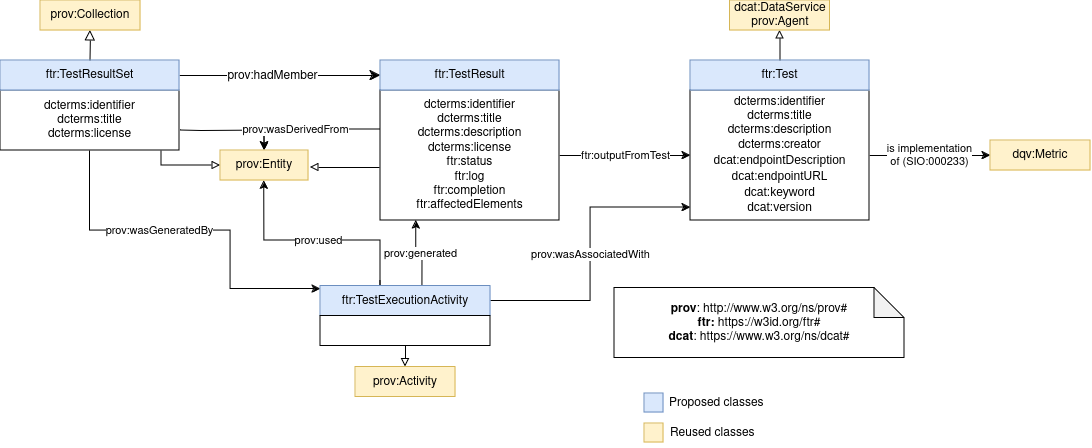 prov:Collection
dcat:DataService
prov:Agent
ftr:TestResultSet
dcterms:identifier
dcterms:title
dcterms:license
prov:hadMember
ftr:TestResult
dcterms:identifier
dcterms:title
dcterms:description
dcterms:license
ftr:status
ftr:log
ftr:completion
ftr:affectedElements
ftr:Test
dcterms:identifier
dcterms:title
dcterms:description
dcterms:creator
dcat:endpointDescription
dcat:endpointURL
dcat:keyword
dcat:version
prov:wasDerivedFrom
prov:Entity
ftr:outputFromTest
is implementation
of (SIO:000233)
dqv:Metric
prov:wasGeneratedBy
prov:used
prov:generated
prov:wasAssociatedWith
ftr:TestExecutionActivity
prov:Activity
prov: http://www.w3.org/ns/prov#
ftr: https://w3id.org/ftr#
dcat: https://www.w3.org/ns/dcat#
Proposed classes
Reused classes